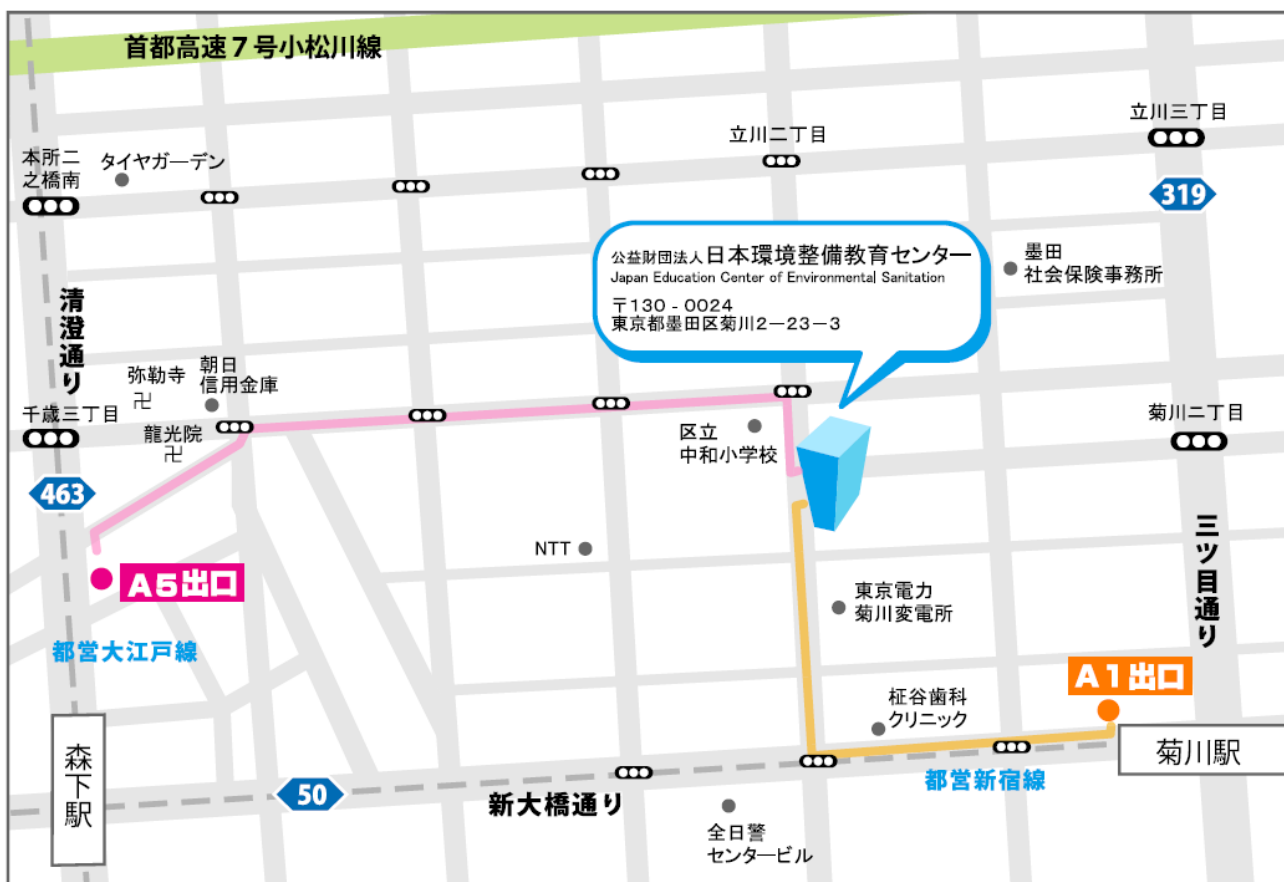 首都高速7号小松川線
立川三丁目
立川二丁目
本所二
之橋南
タイヤガーデン
319
公益財団法人日本環境整備教育センター
Japan Education Center of Environmental Sanitation
〒130-0024
東京都墨田区菊川2-23-3
墨田
社会保険事務所
清澄通り
弥勒寺
卍
朝日
信用金庫
千歳三丁目
龍光院
卍
区立
中和小学校
菊川二丁目
463
三ツ目通り
NTT
A5出口
東京電力
菊川変電所
都営大江戸線
A1出口
柾谷歯科
クリニック
森下駅
菊川駅
都営新宿線
50
新大橋通り
全日警
センタービル